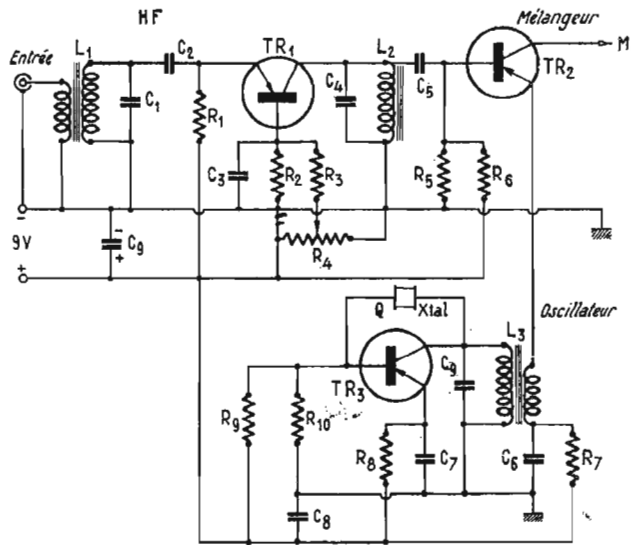 HF
Mélangeur
Entrée
L1
C2
TR1
L2
M
TR2
C1
R1
C4
C5
C3
R2
R3
R5
R6
-
9V
-
C9
+
+
R4
Q
Xtal
Oscillateur
L3
TR3
C9
R9
R10
R8
C7
C6
R7
C8